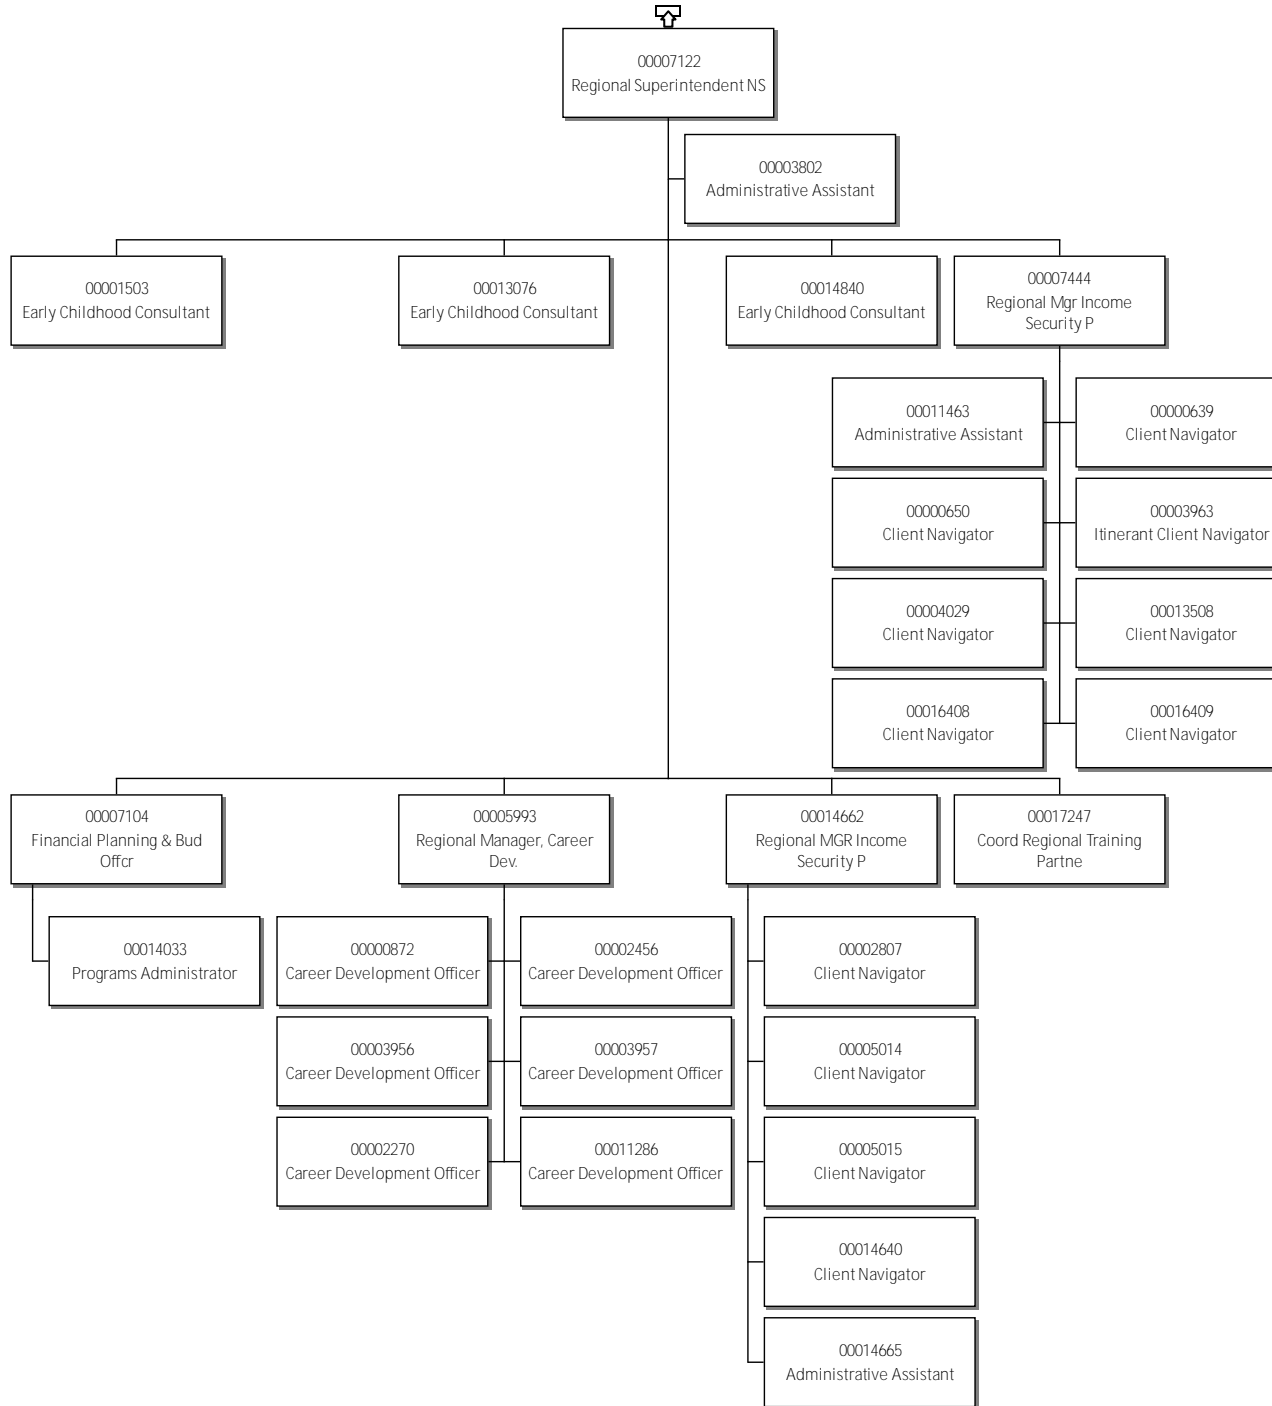 00007122
Regional Superintendent NS
00003802
Administrative Assistant
00001503
Early Childhood Consultant
00013076
Early Childhood Consultant
00014840
Early Childhood Consultant
00007444
Regional Mgr Income
Security P
00011463
Administrative Assistant
00000639
Client Navigator
00000650
Client Navigator
00003963
Itinerant Client Navigator
00004029
Client Navigator
00013508
Client Navigator
00016408
Client Navigator
00016409
Client Navigator
00007104
Financial Planning & Bud
Offcr
00005993
Regional Manager, Career
Dev.
00014662
Regional MGR Income
Security P
00017247
Coord Regional Training
Partne
00014033
Programs Administrator
00000872
Career Development Officer
00002456
Career Development Officer
00003956
Career Development Officer
00003957
Career Development Officer
00002270
Career Development Officer
00011286
Career Development Officer
00002807
Client Navigator
00005014
Client Navigator
00005015
Client Navigator
00014640
Client Navigator
00014665
Administrative Assistant